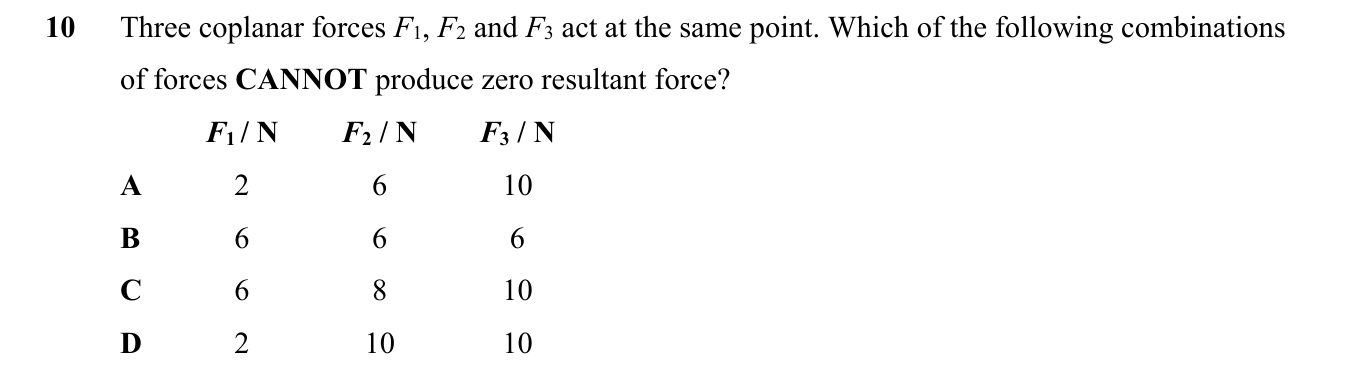 10 Three coplanar forces F₁, F₂ and F₃ act at the same point. Which of the following combinations
of forces CANNOT produce zero resultant force?
F₁ / N F₂ / N F₃ / N
A 2 6 10
B 6 6 6
C 6 8 10
D 2 10 10